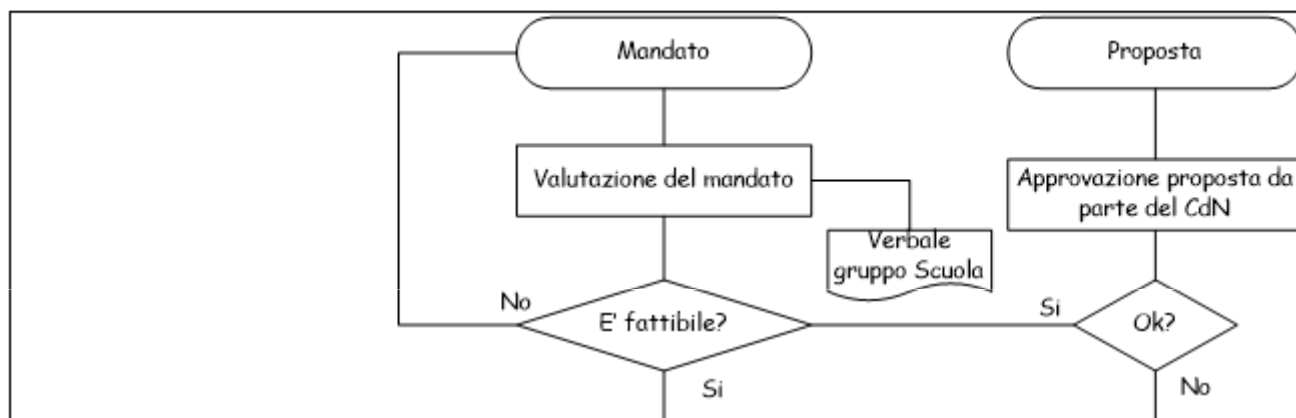 Mandato
Proposta
Valutazione del mandato
Approvazione proposta da
parte del CdN
Verbale
gruppo Scuola
No
E' fattibile?
Si
Ok?
Si
No